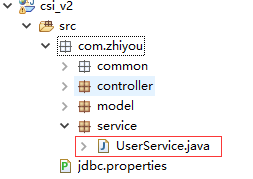 csi_v2
src
com.zhiyou
common
controller
model
service
UserService.java
jdbc.properties